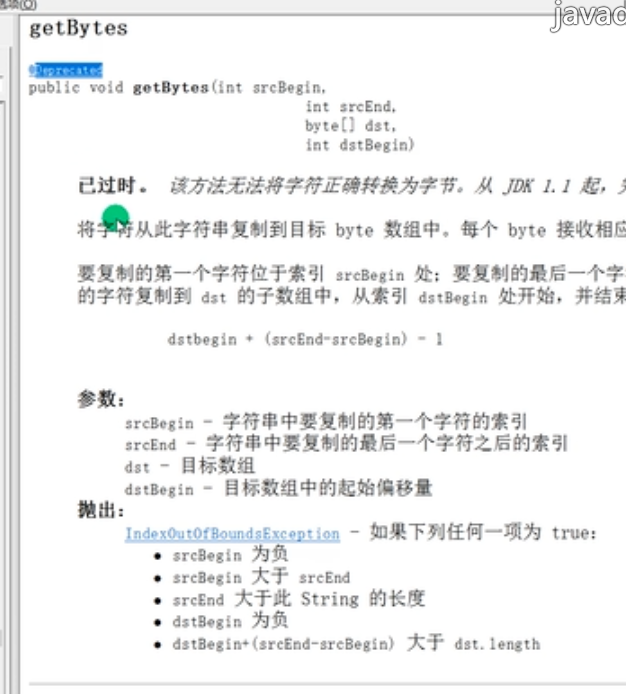 javad
getBytes
@Deprecated
public void getBytes(int srcBegin,
int srcEnd,
byte[] dst,
int dstBegin)
已过时。 该方法无法将字符正确转换为字节。从 JDK 1.1 起，
将字符从此字符串复制到目标 byte 数组中。每个 byte 接收相应
要复制的第一个字符位于索引 srcBegin 处；要复制的最后一个字
的字符复制到 dst 的子数组中，从索引 dstBegin 处开始，并结束
dstbegin + (srcEnd-srcBegin) - 1
参数：
srcBegin - 字符串中要复制的第一个字符的索引
srcEnd - 字符串中要复制的最后一个字符之后的索引
dst - 目标数组
dstBegin - 目标数组中的起始偏移量
抛出：
IndexOutOfBoundsException - 如果下列任何一项为 true：
• srcBegin 为负
• srcBegin 大于 srcEnd
• srcEnd 大于此 String 的长度
• dstBegin 为负
• dstBegin+(srcEnd-srcBegin) 大于 dst.length